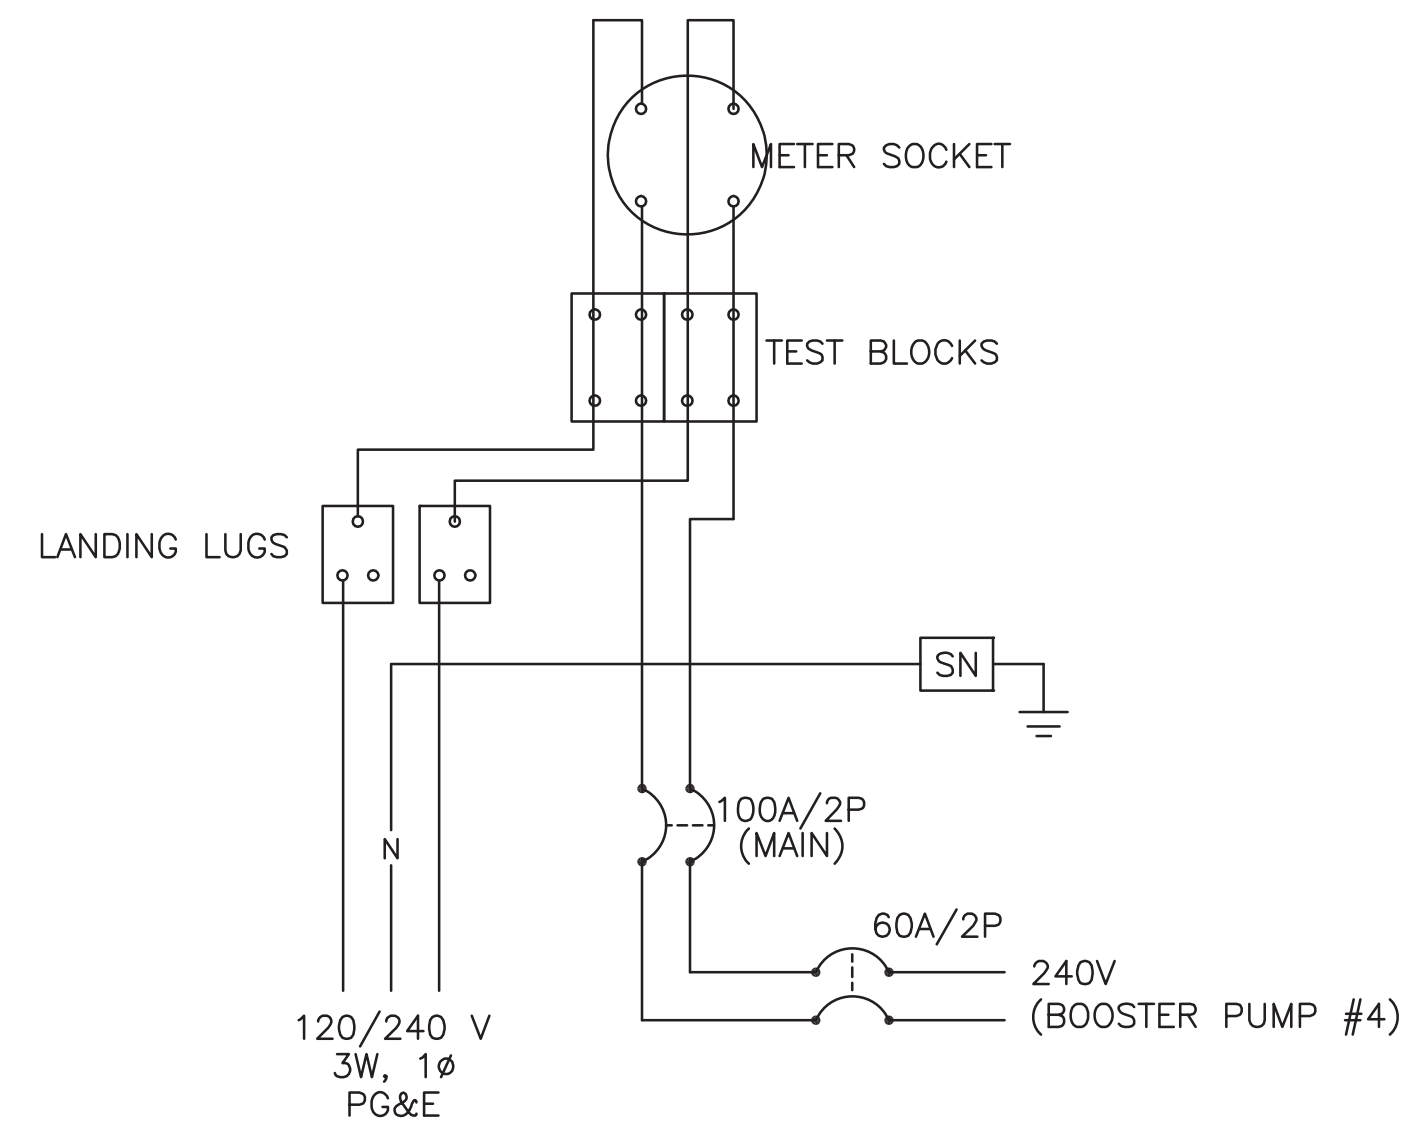 METER SOCKET
TEST BLOCKS
LANDING LUGS
SN
100A/2P
(MAIN)
N
60A/2P
240V
(BOOSTER PUMP #4)
120/240 V
3W, 1ø
PG&E